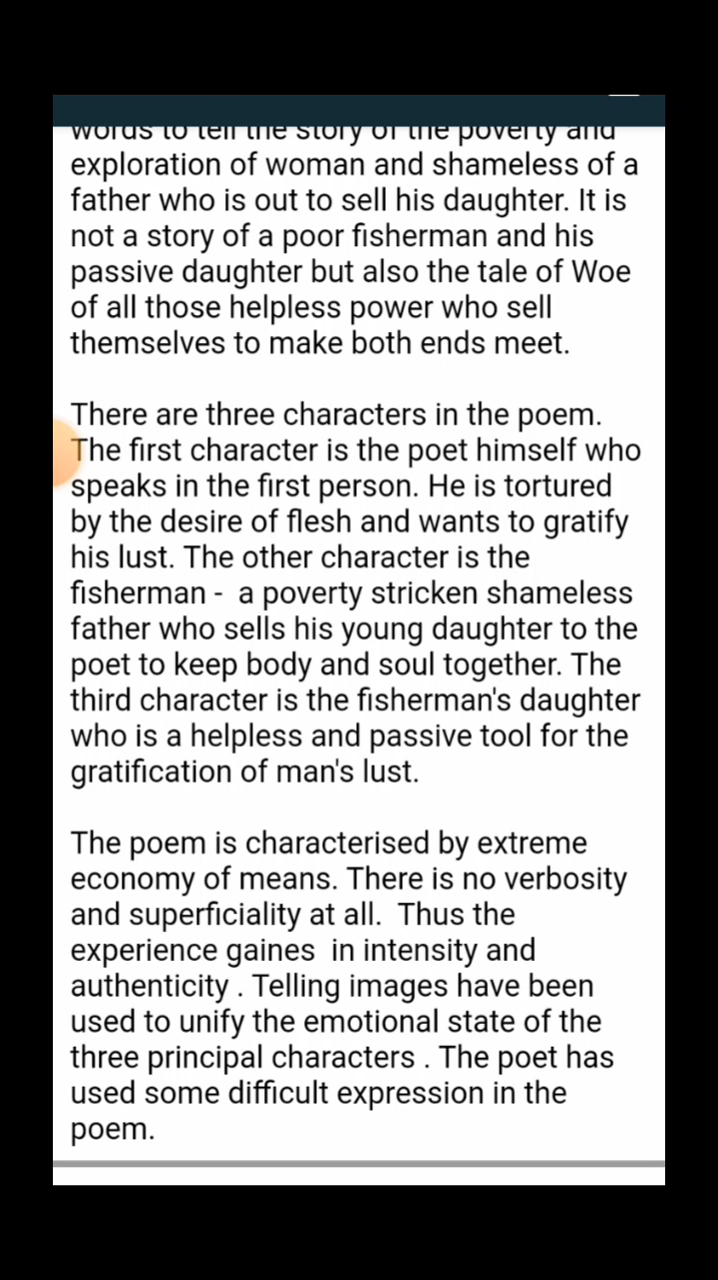 words to tell the story of the poverty and
exploration of woman and shameless of a
father who is out to sell his daughter. It is
not a story of a poor fisherman and his
passive daughter but also the tale of Woe
of all those helpless power who sell
themselves to make both ends meet.
There are three characters in the poem.
The first character is the poet himself who
speaks in the first person. He is tortured
by the desire of flesh and wants to gratify
his lust. The other character is the
fisherman -  a poverty stricken shameless
father who sells his young daughter to the
poet to keep body and soul together. The
third character is the fisherman's daughter
who is a helpless and passive tool for the
gratification of man's lust.
The poem is characterised by extreme
economy of means. There is no verbosity
and superficiality at all.  Thus the
experience gaines  in intensity and
authenticity . Telling images have been
used to unify the emotional state of the
three principal characters . The poet has
used some difficult expression in the
poem.